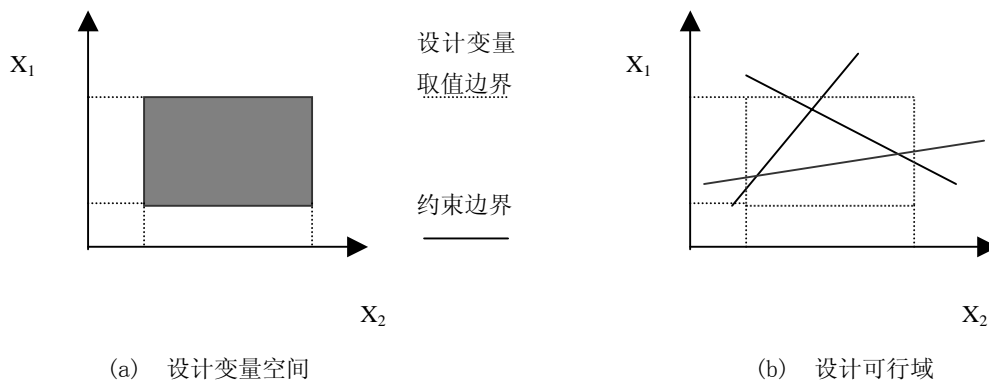 设计变量
取值边界
X₁
X₁
约束边界
X₂
X₂
(a) 设计变量空间
(b) 设计可行域